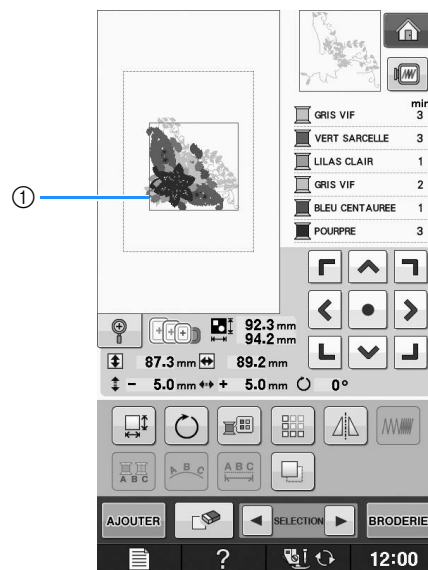 min
GRIS VIF 3
VERT SARCELLE 3
LILAS CLAIR 1
GRIS VIF 2
BLEU CENTAUREE 1
POURPRE 3
①
92.3 mm
94.2 mm
87.3 mm 89.2 mm
- 5.0 mm + 5.0 mm 0°
A B C
A B C
A B C
AJOUTER SELECTION BRODERIE
? 12:00